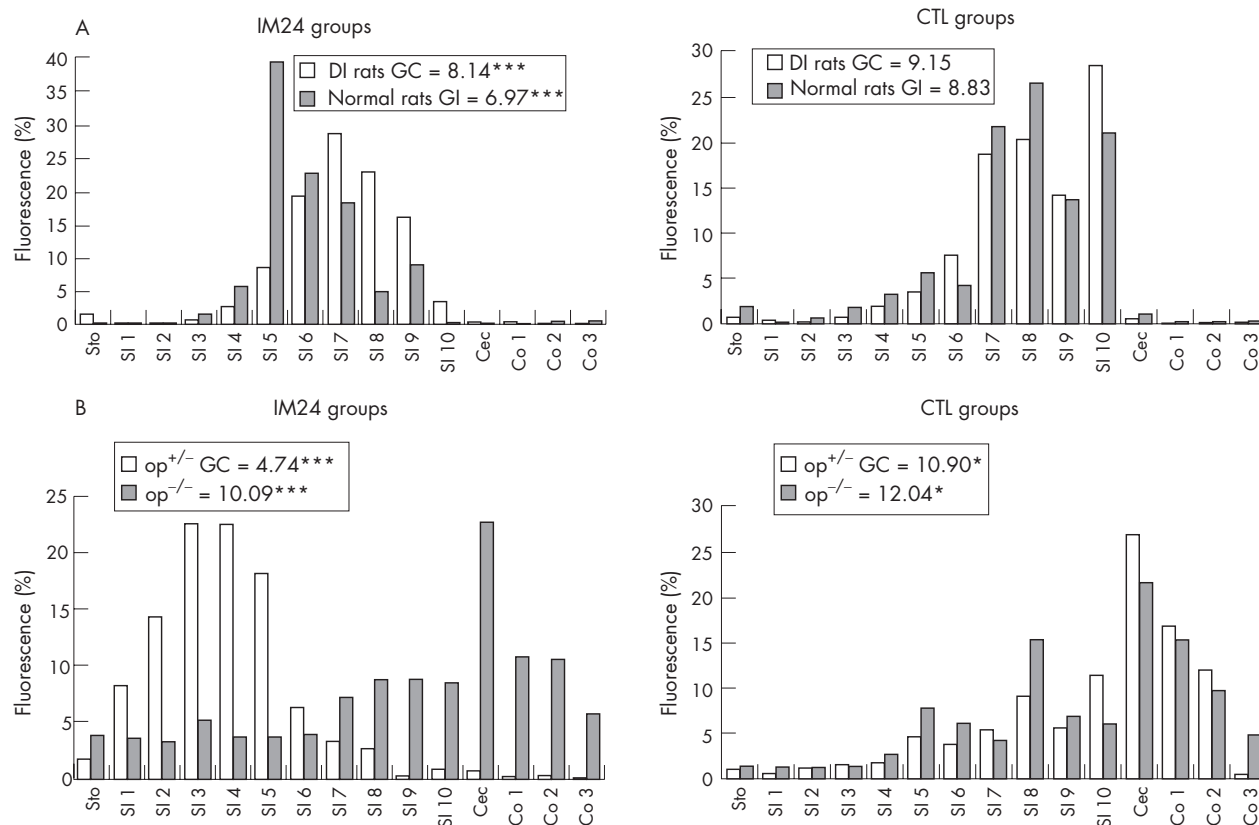 A
IM24 groups
40
35
30
25
20
15
10
5
0
Fluorescence (%)
DI rats GC = 8.14***
Normal rats GI = 6.97***
Sto
SI 1
SI 2
SI 3
SI 4
SI 5
SI 6
SI 7
SI 8
SI 9
SI 10
Cec
Co 1
Co 2
Co 3
CTL groups
30
25
20
15
10
5
0
Fluorescence (%)
DI rats GC = 9.15
Normal rats GI = 8.83
Sto
SI 1
SI 2
SI 3
SI 4
SI 5
SI 6
SI 7
SI 8
SI 9
SI 10
Cec
Co 1
Co 2
Co 3
B
IM24 groups
op+/– GC = 4.74***
op–/– = 10.09***
25
20
15
10
5
0
Fluorescence (%)
Sto
SI 1
SI 2
SI 3
SI 4
SI 5
SI 6
SI 7
SI 8
SI 9
SI 10
Cec
Co 1
Co 2
Co 3
CTL groups
op+/– GC = 10.90*
op–/– = 12.04*
30
25
20
15
10
5
0
Fluorescence (%)
Sto
SI 1
SI 2
SI 3
SI 4
SI 5
SI 6
SI 7
SI 8
SI 9
SI 10
Cec
Co 1
Co 2
Co 3